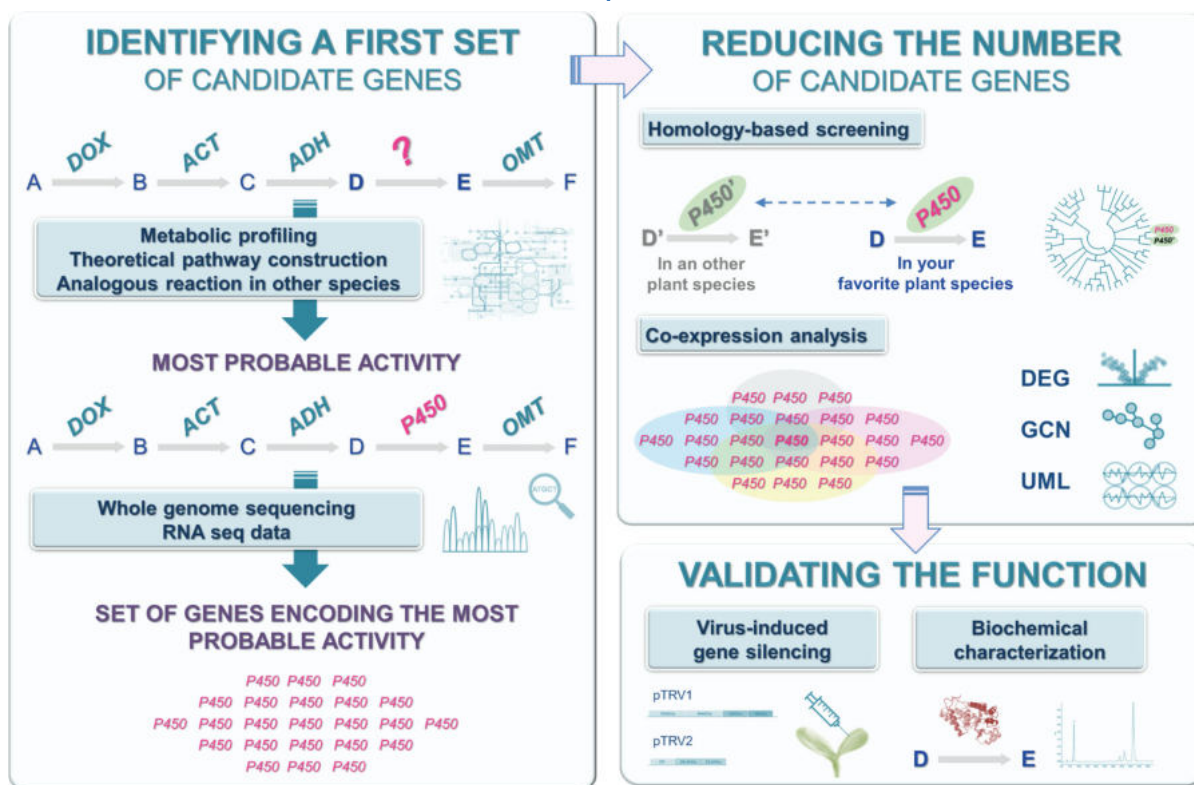 IDENTIFYING A FIRST SET
OF CANDIDATE GENES
DOX ACT ADH ? OMT
A B C D E F
Metabolic profiling
Theoretical pathway construction
Analogous reaction in other species
MOST PROBABLE ACTIVITY
DOX ACT ADH P450 OMT
A B C D E F
Whole genome sequencing
RNA seq data
ATGCT
SET OF GENES ENCODING THE MOST
PROBABLE ACTIVITY
P450 P450 P450
P450 P450 P450 P450 P450
P450 P450 P450 P450 P450 P450 P450
P450 P450 P450 P450 P450
P450 P450 P450
REDUCING THE NUMBER
OF CANDIDATE GENES
Homology-based screening
P450' P450
D' E' D E
In an other
plant species
In your
favorite plant species
P450
P450'
Co-expression analysis
P450 P450 P450
P450 P450 P450 P450 P450
P450 P450 P450 P450 P450 P450 P450
P450 P450 P450 P450 P450
P450 P450 P450
DEG
GCN
UML
VALIDATING THE FUNCTION
Virus-induced
gene silencing
pTRV1
pTRV2
Biochemical
characterization
D E